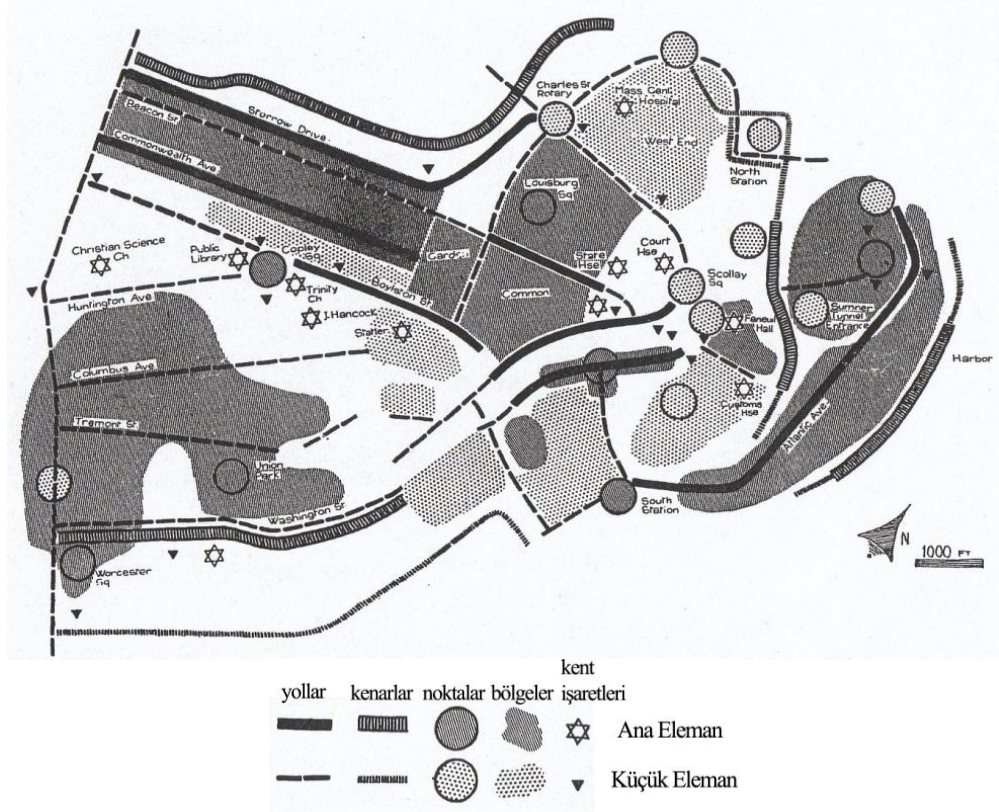 Charles St
Rotary
Mass Genl
Hospital
Storrow Drive
Beacon St
Commonwealth Ave
West End
North
Station
Louisburg
Sq
Christian Science
Ch
Public
Library
Copley
Sq
State
Hse
Court
Hse
Scollay
Sq
Common
Boylston St
Trinity
Ch
J. Hancock
Huntington Ave
Statler
Faneuil
Hall
Sumner
Tunnel
Entrance
Harbor
Columbus Ave
Customs
Hse
Atlantic Ave
Tremont St
Union
Park
Washington St
South
Station
N
1000 FT
Worcester
Sq
yollar kenarlar noktalar bölgeler kent
işaretleri
Ana Eleman
Küçük Eleman